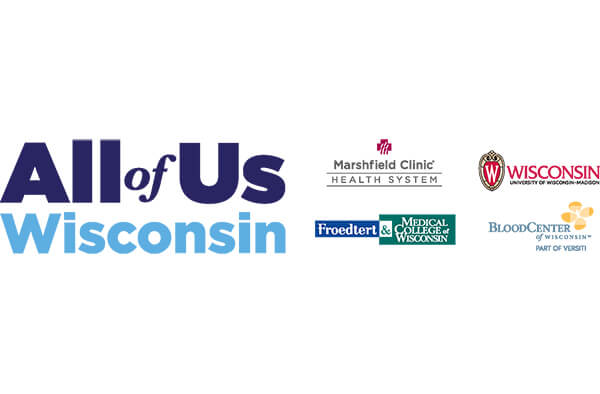 All of Us
Wisconsin
Marshfield Clinic®
HEALTH SYSTEM
W WISCONSIN
UNIVERSITY OF WISCONSIN–MADISON
Froedtert & MEDICAL
COLLEGE of
WISCONSIN
BLOODCENTER
of WISCONSIN℠
PART OF VERSITI